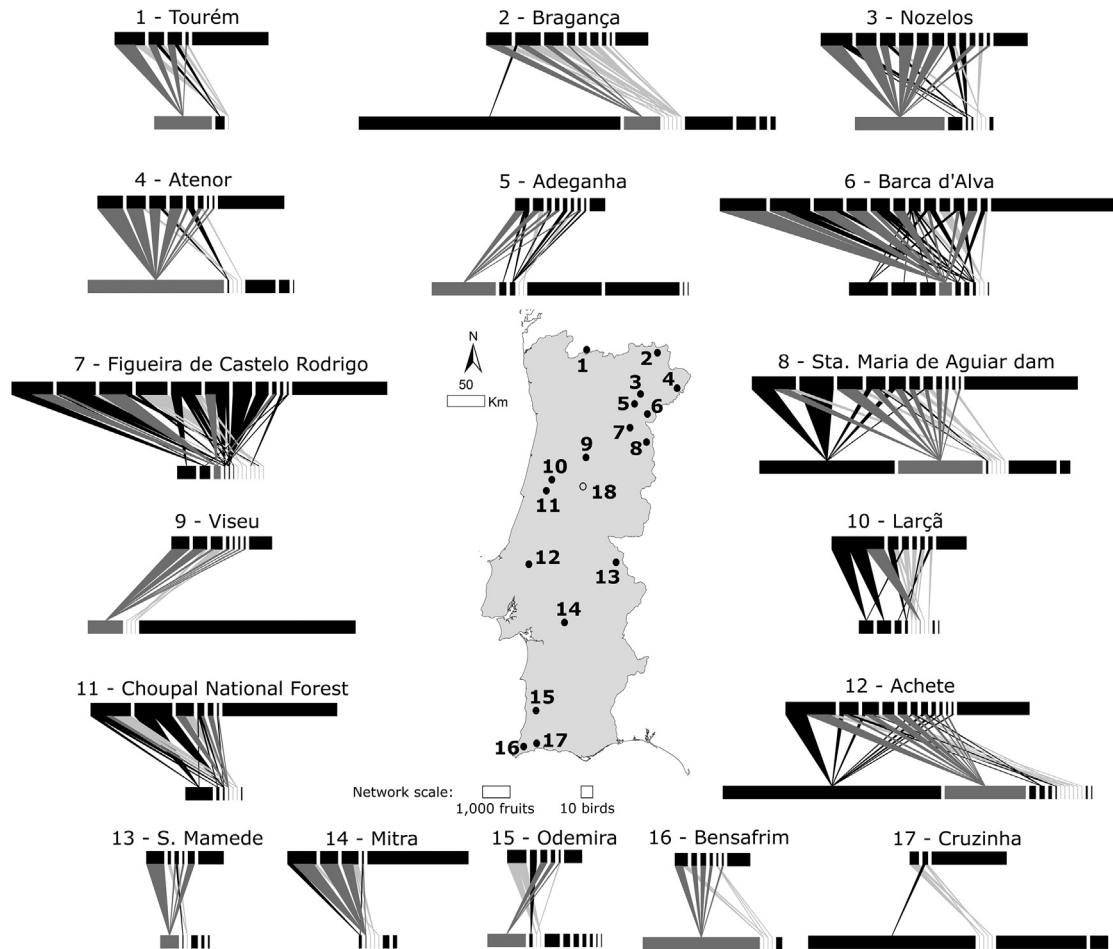 1 - Tourém
2 - Bragança
3 - Nozelos
4 - Atenor
5 - Adeganha
6 - Barca d'Alva
7 - Figueira de Castelo Rodrigo
8 - Sta. Maria de Aguiar dam
N
50
Km
1
2
3
4
5
6
7
8
9
10
11
18
12
13
14
15
16
17
9 - Viseu
10 - Larçã
11 - Choupal National Forest
12 - Achete
Network scale:
1,000 fruits
10 birds
13 - S. Mamede
14 - Mitra
15 - Odemira
16 - Bensafrim
17 - Cruzinha